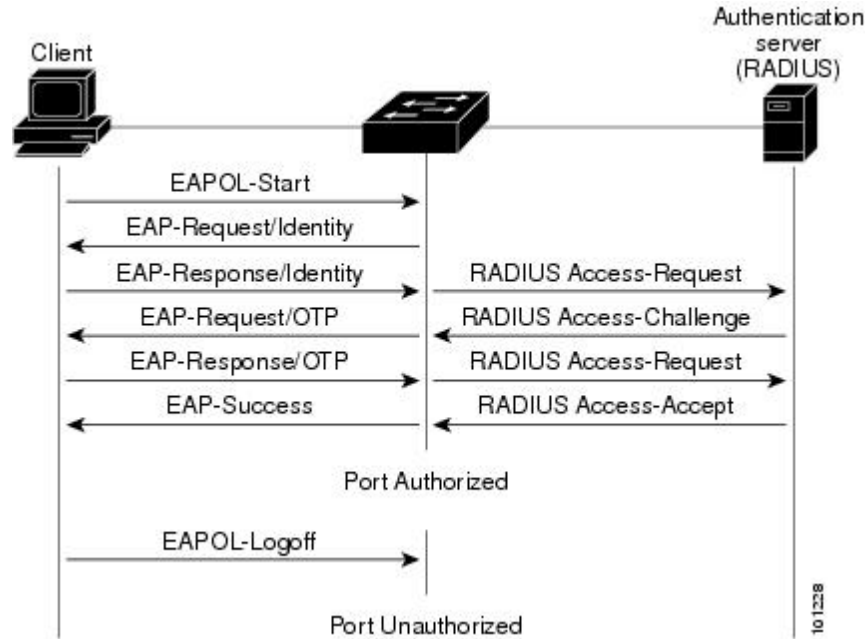 Client
Authentication
server
(RADIUS)
EAPOL-Start
EAP-Request/Identity
EAP-Response/Identity
RADIUS Access-Request
EAP-Request/OTP
RADIUS Access-Challenge
EAP-Response/OTP
RADIUS Access-Request
EAP-Success
RADIUS Access-Accept
Port Authorized
EAPOL-Logoff
Port Unauthorized
101228